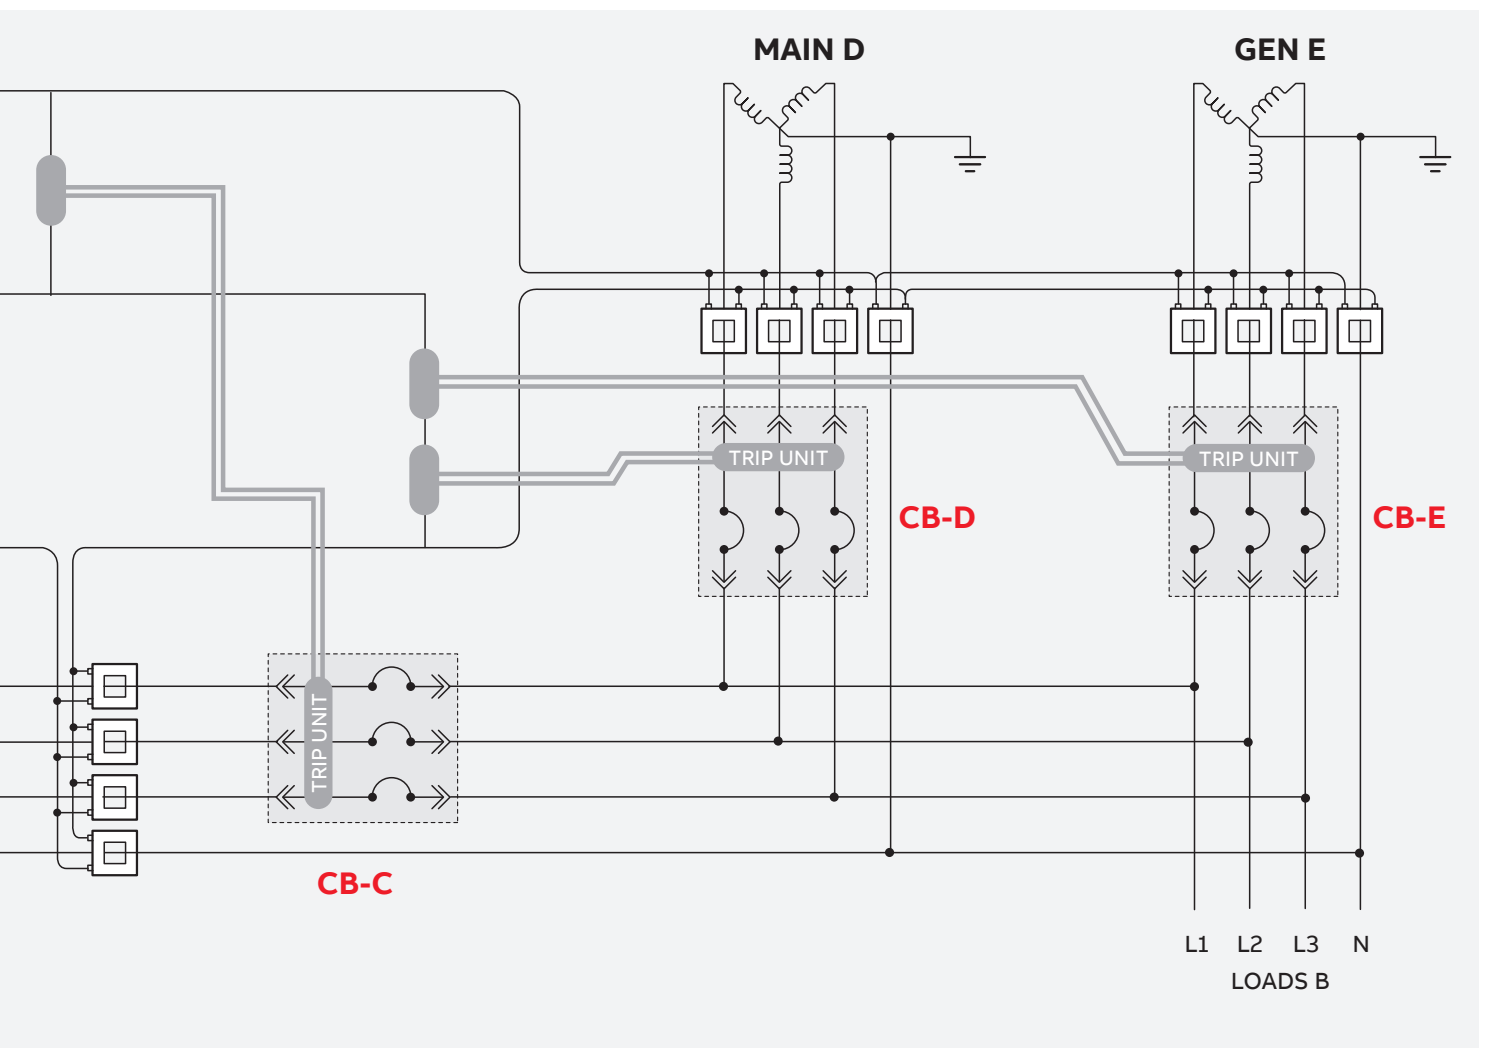 MAIN D
GEN E
TRIP UNIT
TRIP UNIT
CB-D
CB-E
TRIP UNIT
CB-C
L1 L2 L3 N
LOADS B